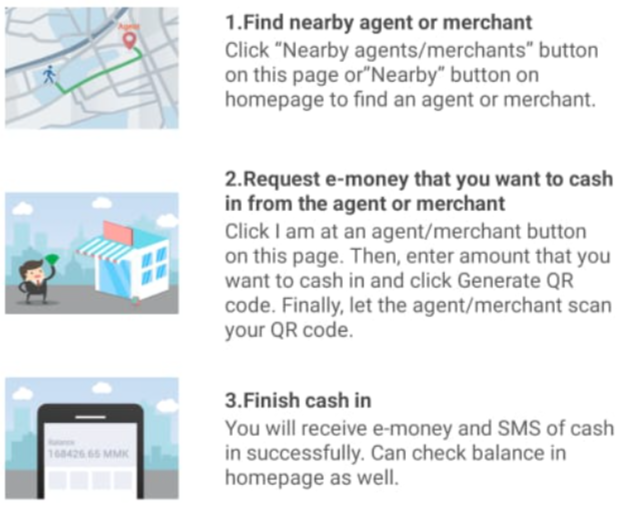 Agent
1.Find nearby agent or merchant
Click “Nearby agents/merchants” button
on this page or”Nearby” button on
homepage to find an agent or merchant.
2.Request e-money that you want to cash
in from the agent or merchant
Click I am at an agent/merchant button
on this page. Then, enter amount that you
want to cash in and click Generate QR
code. Finally, let the agent/merchant scan
your QR code.
3.Finish cash in
You will receive e-money and SMS of cash
in successfully. Can check balance in
homepage as well.
Balance
168426.65 MMK